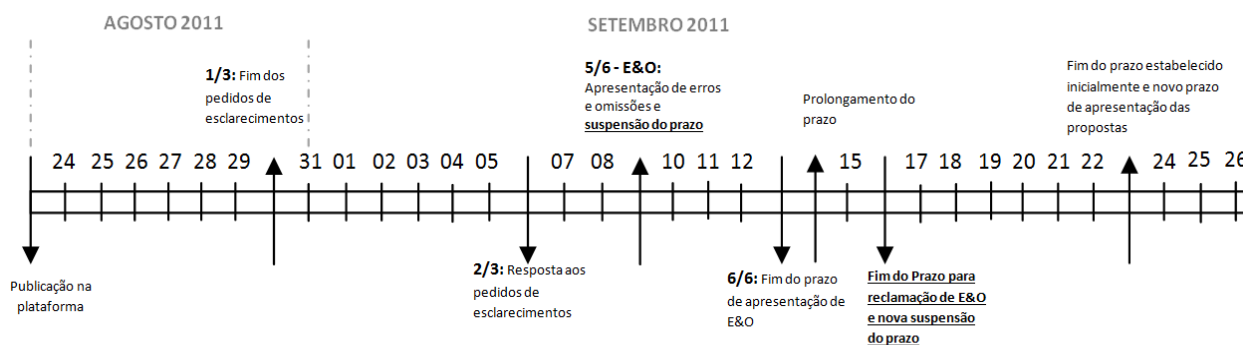 AGOSTO 2011
SETEMBRO 2011
1/3: Fim dos
pedidos de
esclarecimentos
5/6 - E&O:
Apresentação de erros
e omissões e
suspensão do prazo
Prolongamento do
prazo
Fim do prazo estabelecido
inicialmente e novo prazo
de apresentação das
propostas
24 25 26 27 28 29 31 01 02 03 04 05 07 08 10 11 12 15 17 18 19 20 21 22 24 25 26
Publicação na
plataforma
2/3: Resposta aos
pedidos de
esclarecimentos
6/6: Fim do prazo
de apresentação de
E&O
Fim do Prazo para
reclamação de E&O
e nova suspensão
do prazo